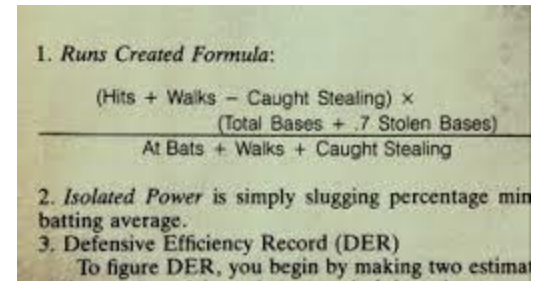 1. Runs Created Formula:
(Hits + Walks − Caught Stealing) ×
(Total Bases + .7 Stolen Bases)
At Bats + Walks + Caught Stealing
2. Isolated Power is simply slugging percentage min
batting average.
3. Defensive Efficiency Record (DER)
To figure DER, you begin by making two estimat